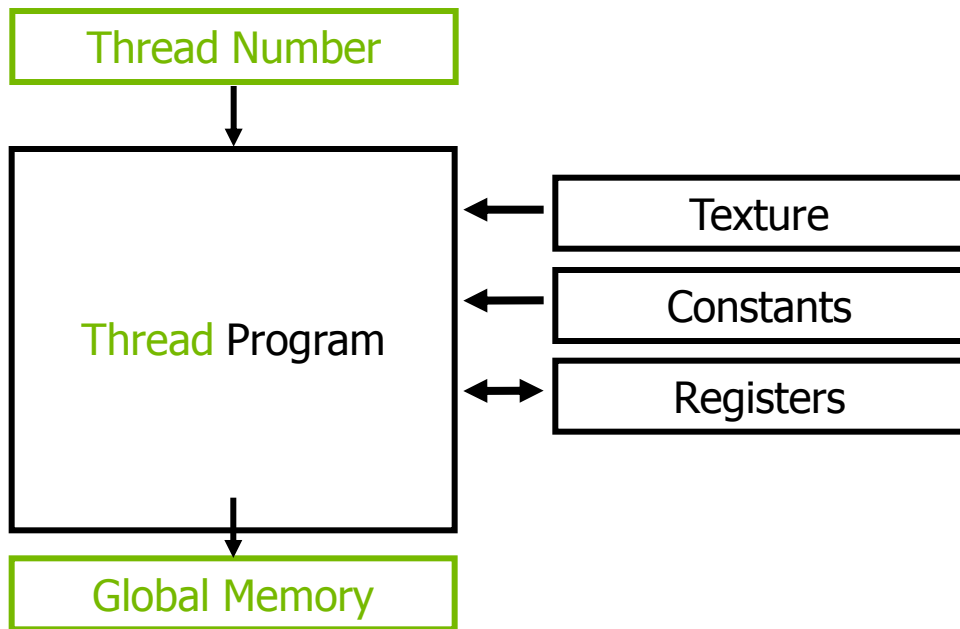 Thread Number
Texture
Constants
Thread Program
Registers
Global Memory